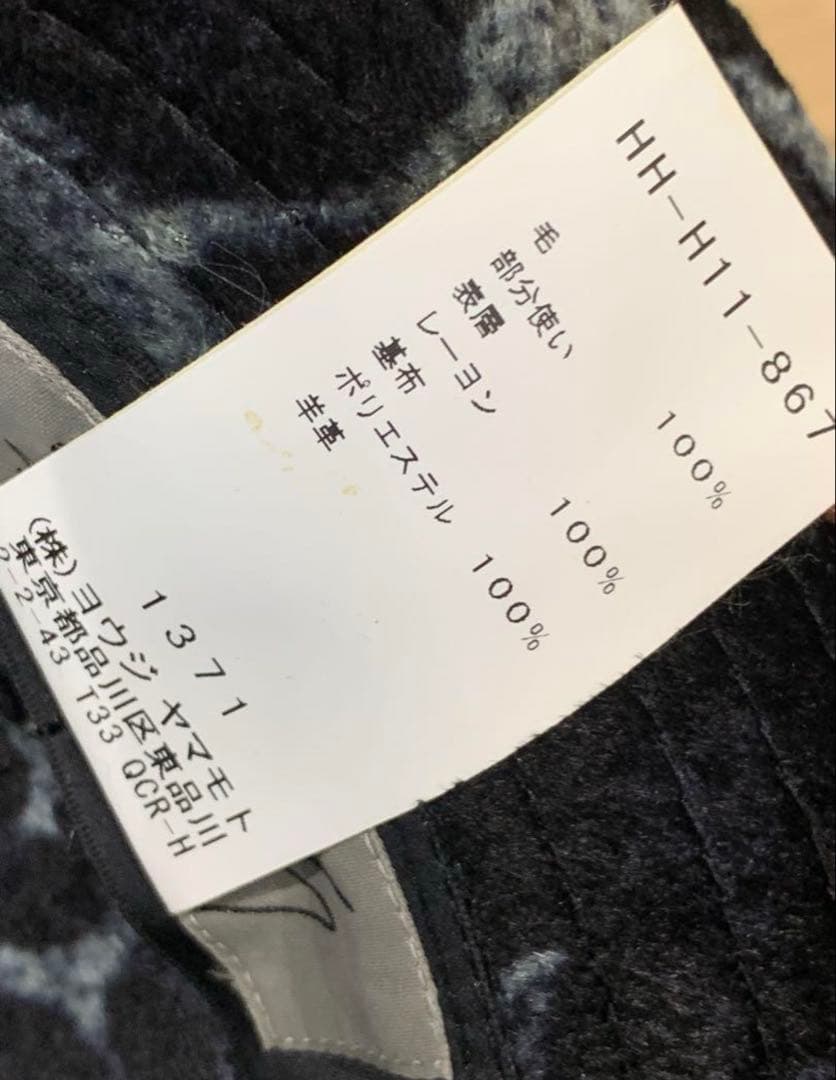 HH-H11-867
毛 100%
部分使い
表層
レーヨン 100%
基布
ポリエステル 100%
羊革
1371
(株)ヨウジ ヤマモト
東京都品川区東品川
2-2-43 T33 QCR-H